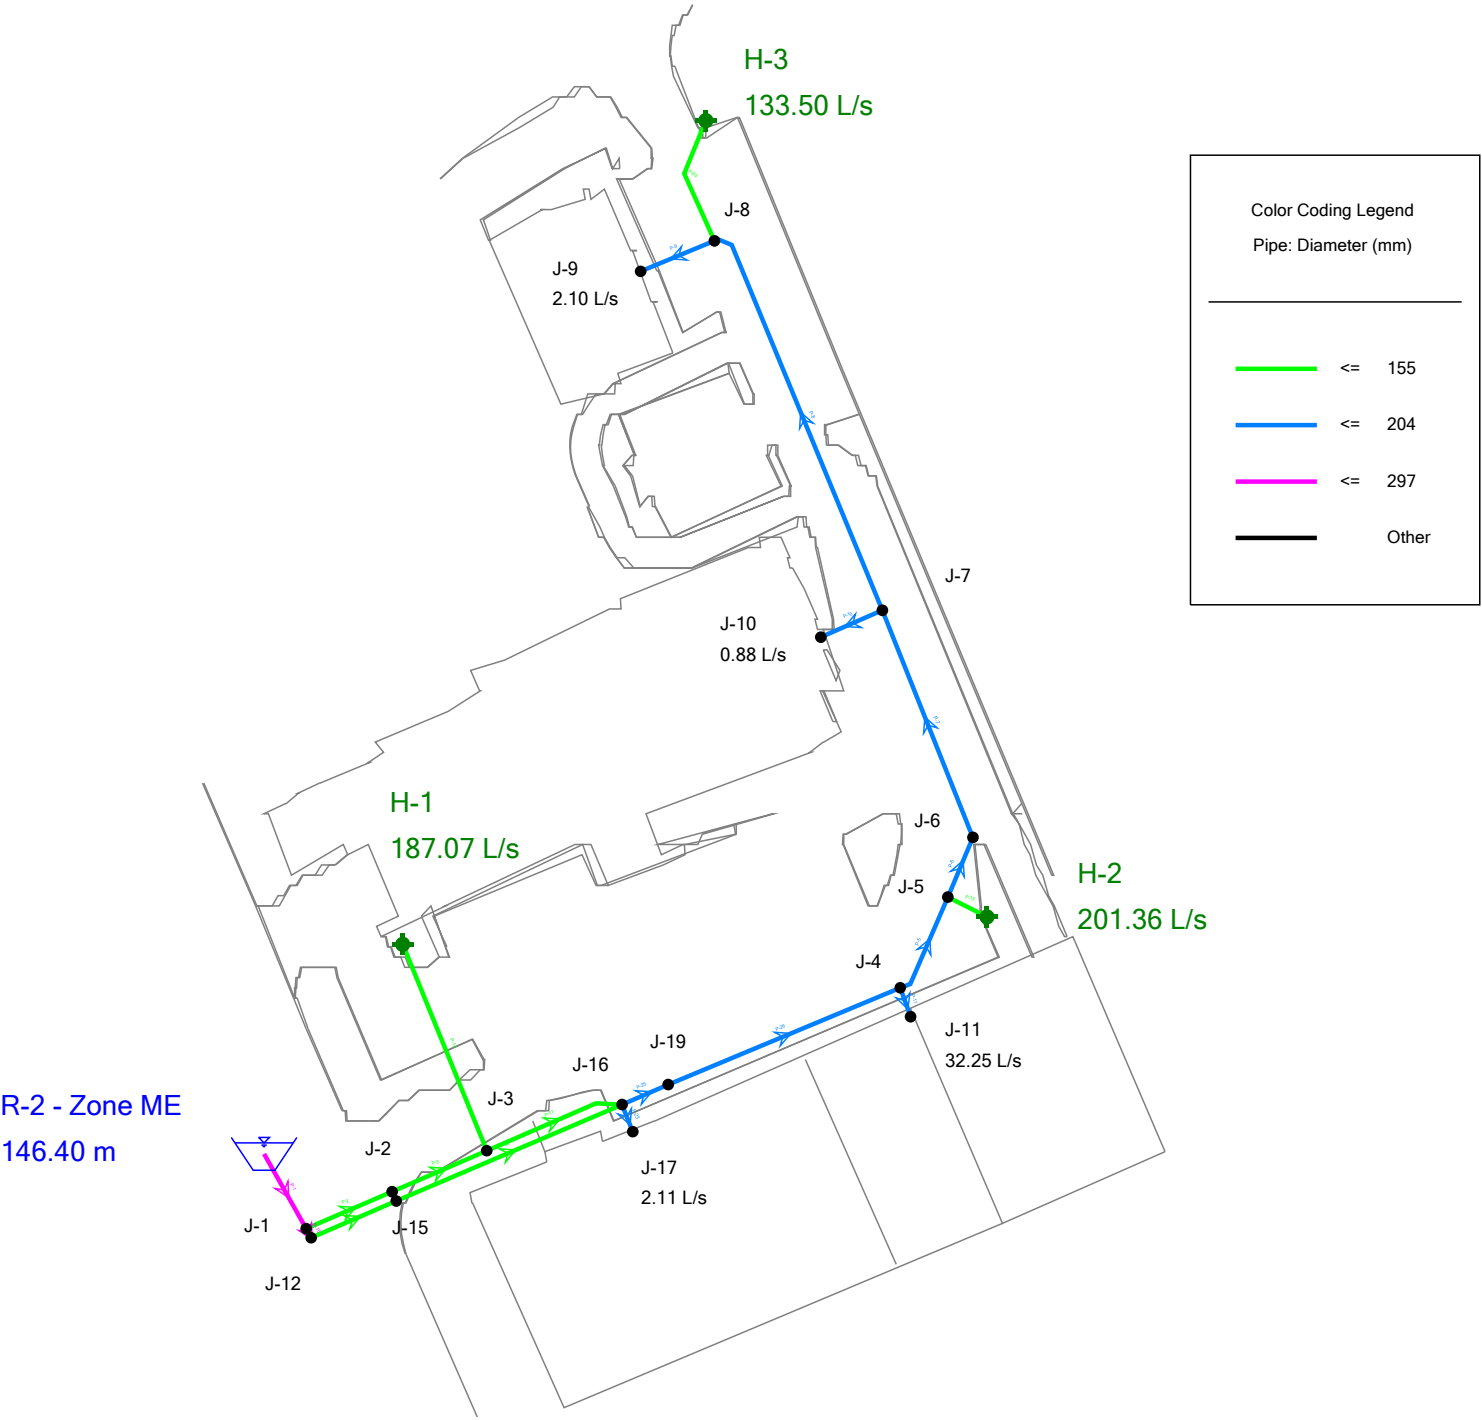 H-3
133.50 L/s
Color Coding Legend
Pipe: Diameter (mm)
<= 155
<= 204
<= 297
Other
J-8
J-9
2.10 L/s
J-7
J-10
0.88 L/s
H-1
187.07 L/s
J-6
J-5
H-2
201.36 L/s
J-4
J-11
32.25 L/s
J-19
J-16
J-3
R-2 - Zone ME
146.40 m
J-2
J-17
2.11 L/s
J-1
J-15
J-12